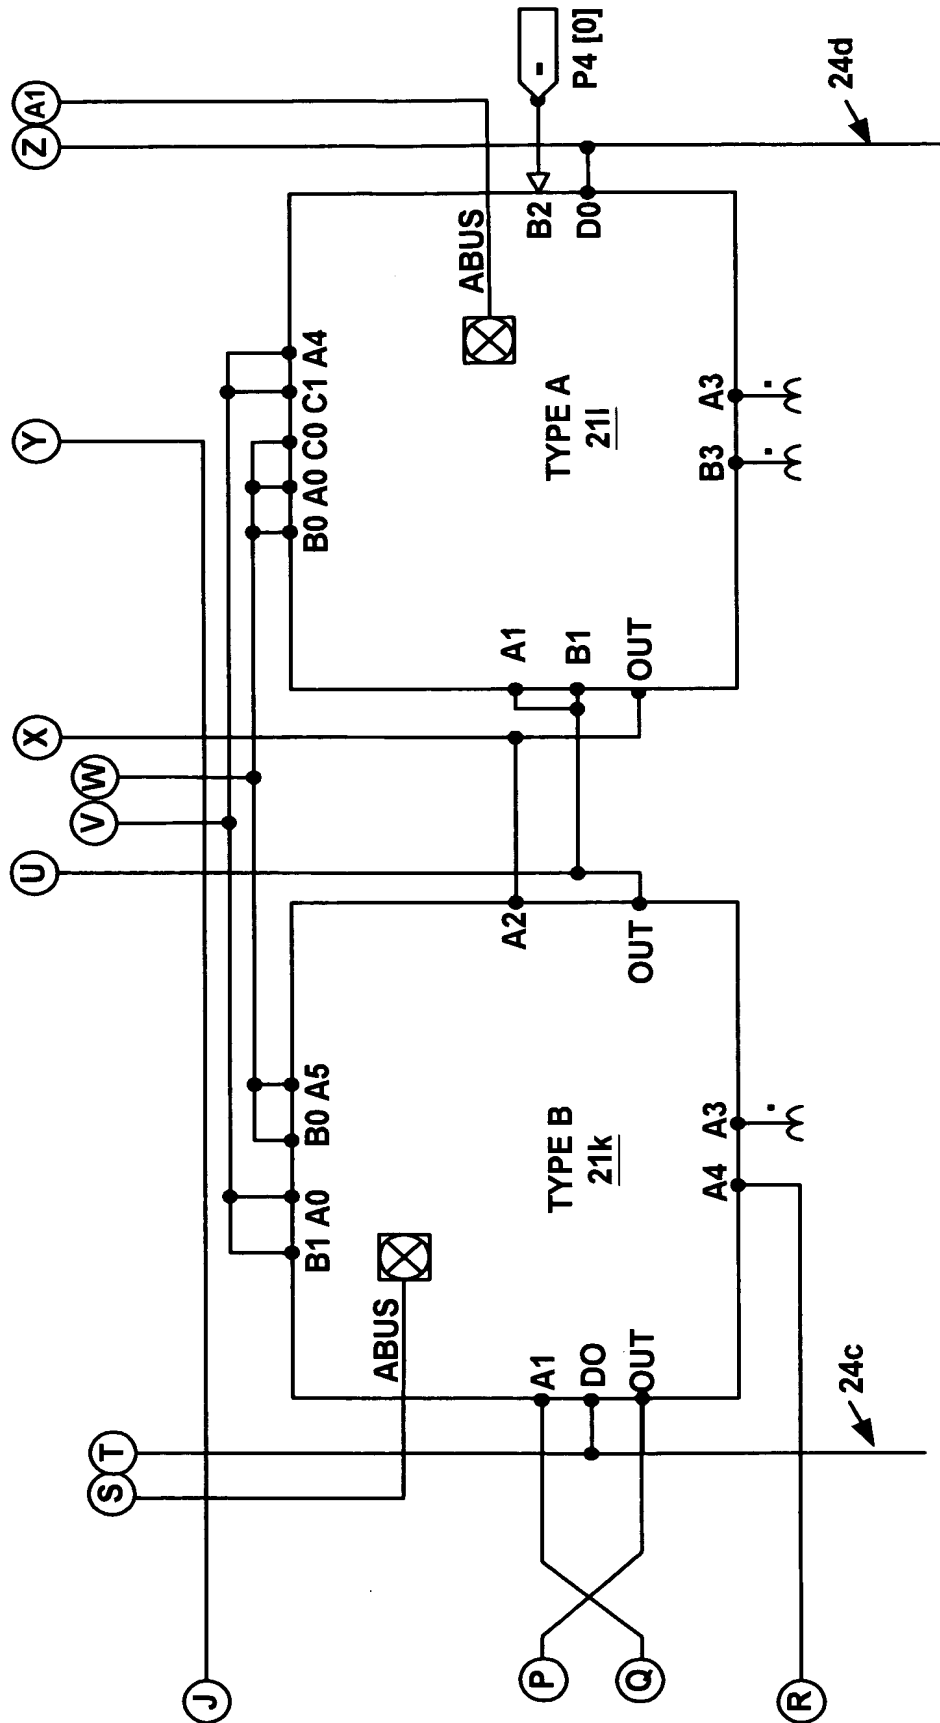 S T U V W X Y Z A1
J
B1 A0 B0 A5 B0 A0 C0 C1 A4
ABUS
ABUS
P A1 A2 A1 B2
TYPE B
21k
TYPE A
21l
DO B1 D0
P4 [0]
Q OUT OUT OUT
A4 A3 B3 A3
R
24c
24d